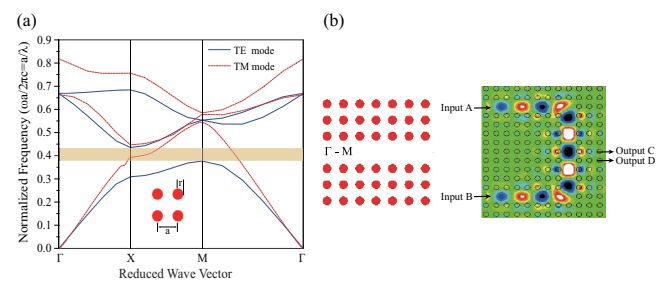 (a)
(b)
Normalized Frequency (ωa/2πc=a/λ)
0.9
0.8
0.7
0.6
0.5
0.4
0.3
0.2
0.1
0.0
TE mode
TM mode
r
a
Γ X M Γ
Reduced Wave Vector
Γ - M
Input A
Input B
Output C
Output D